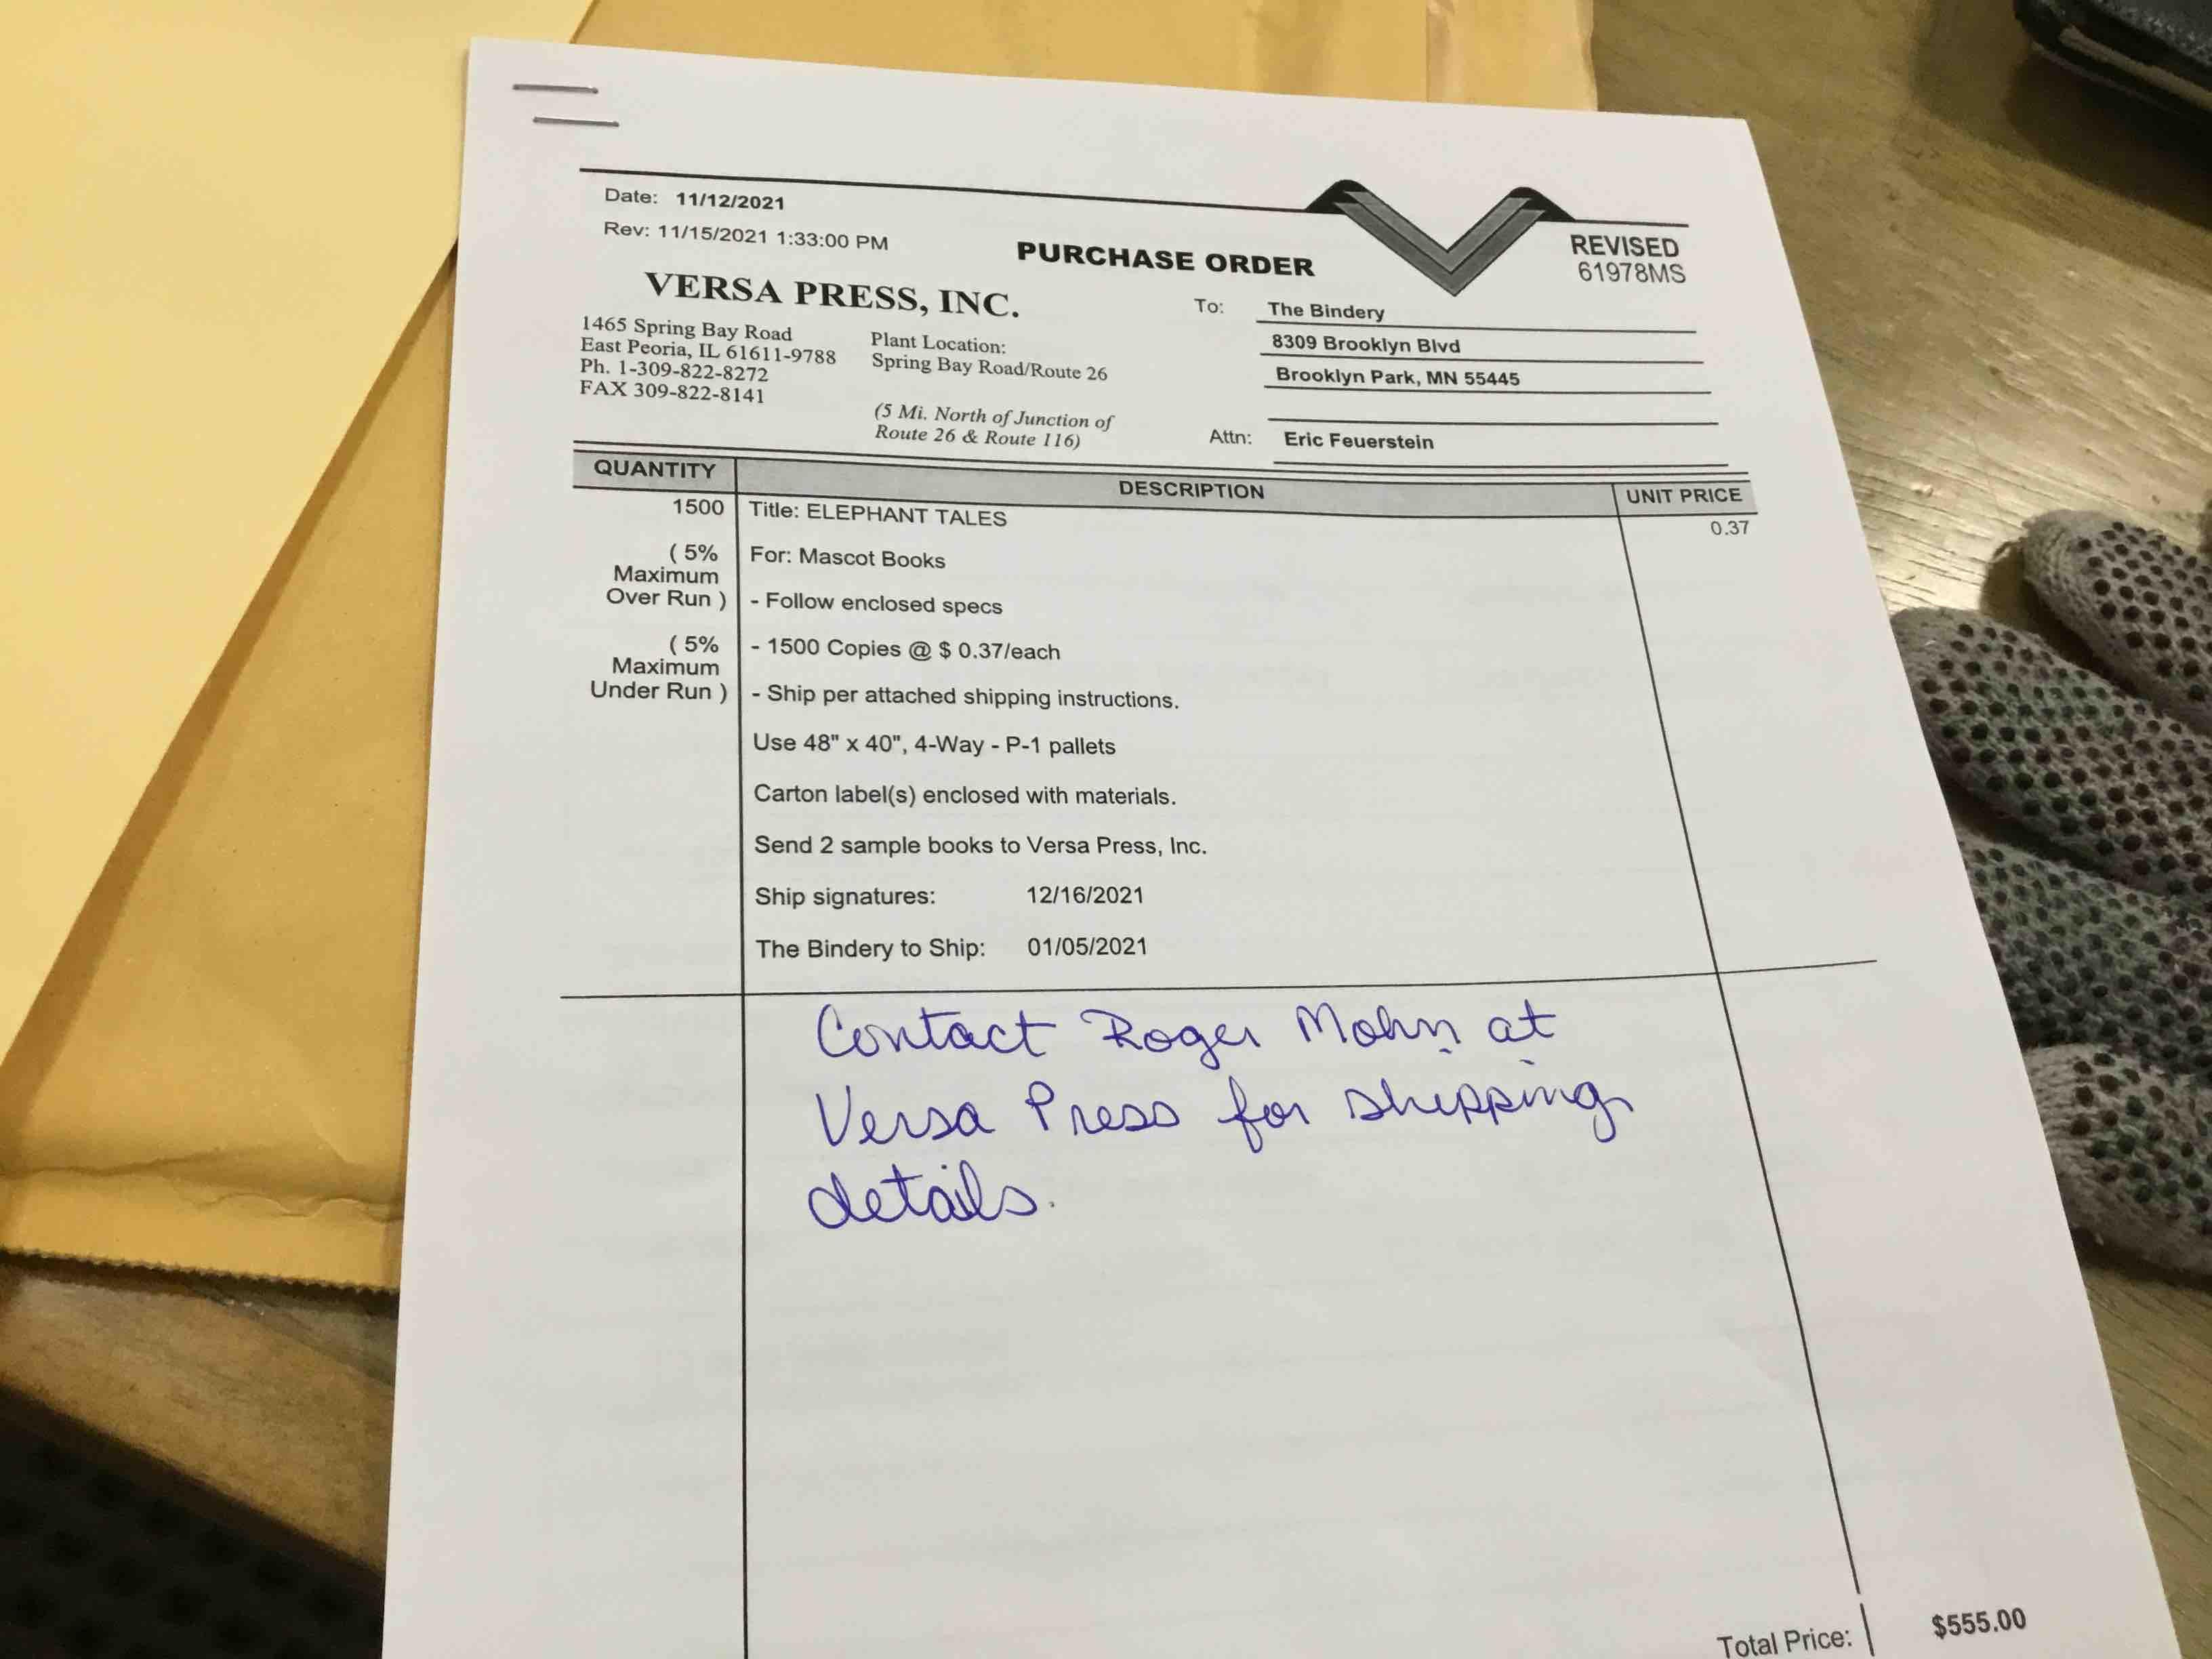 Date: 11/12/2021
Rev: 11/15/2021 1:33:00 PM
PURCHASE ORDER
REVISED
61978MS
VERSA PRESS, INC.
1465 Spring Bay Road
East Peoria, IL 61611-9788
Ph. 1-309-822-8272
FAX 309-822-8141
Plant Location:
Spring Bay Road/Route 26
(5 Mi. North of Junction of
Route 26 & Route 116)
To: The Bindery
8309 Brooklyn Blvd
Brooklyn Park, MN 55445
Attn: Eric Feuerstein
QUANTITY DESCRIPTION UNIT PRICE
1500 Title: ELEPHANT TALES 0.37
( 5%
Maximum
Over Run )
For: Mascot Books
- Follow enclosed specs
( 5%
Maximum
Under Run )
- 1500 Copies @ $ 0.37/each
- Ship per attached shipping instructions.
Use 48" x 40", 4-Way - P-1 pallets
Carton label(s) enclosed with materials.
Send 2 sample books to Versa Press, Inc.
Ship signatures: 12/16/2021
The Bindery to Ship: 01/05/2021
Contact Roger Mohn at
Versa Press for shipping
details.
Total Price: $555.00